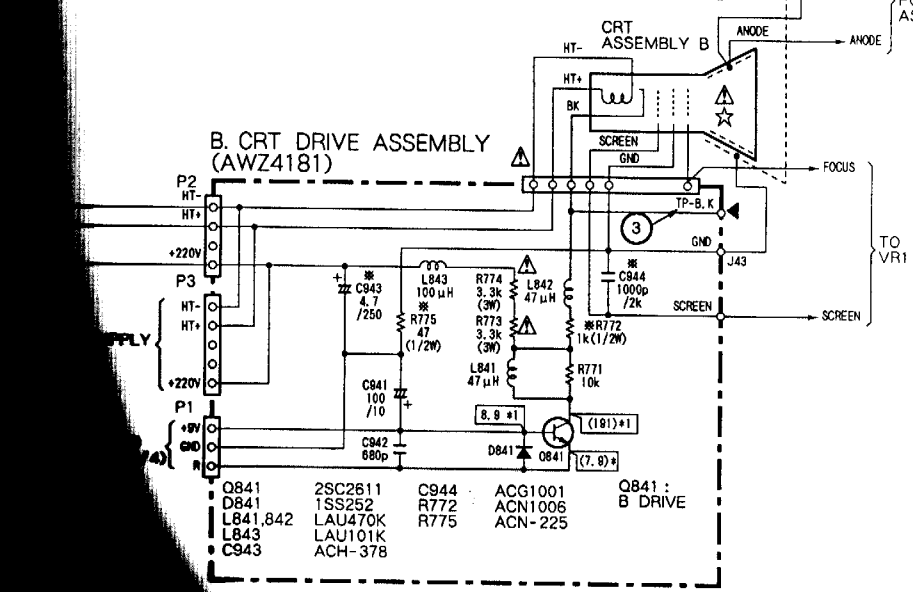 CRT
ASSEMBLY B
ANODE
ANODE
HT-
HT+
BK
SCREEN
GND
B. CRT DRIVE ASSEMBLY
(AWZ4181)
FOCUS
P2
HT-
HT+
+220V
TP-B.K
3
GND
J43
TO
VR1
P3
HT-
HT+
+220V
※
C943
4.7
/250
L843
100μH
※
R775
47
(1/2W)
R774
3.3k
(3W)
R773
3.3k
(3W)
L842
47μH
※
C944
1000p
/2k
SCREEN
SCREEN
※R772
1k(1/2W)
L841
47μH
R771
10k
C941
100
/10
P1
+9V
GND
R
C942
680p
8.9 *1
D841
Q841
(191)*1
(7.9)*
Q841 2SC2611 C944 ACG1001
D841 1SS252 R772 ACN1006
L841,842 LAU470K R775 ACN-225
L843 LAU101K
C943 ACH-378
Q841 :
B DRIVE